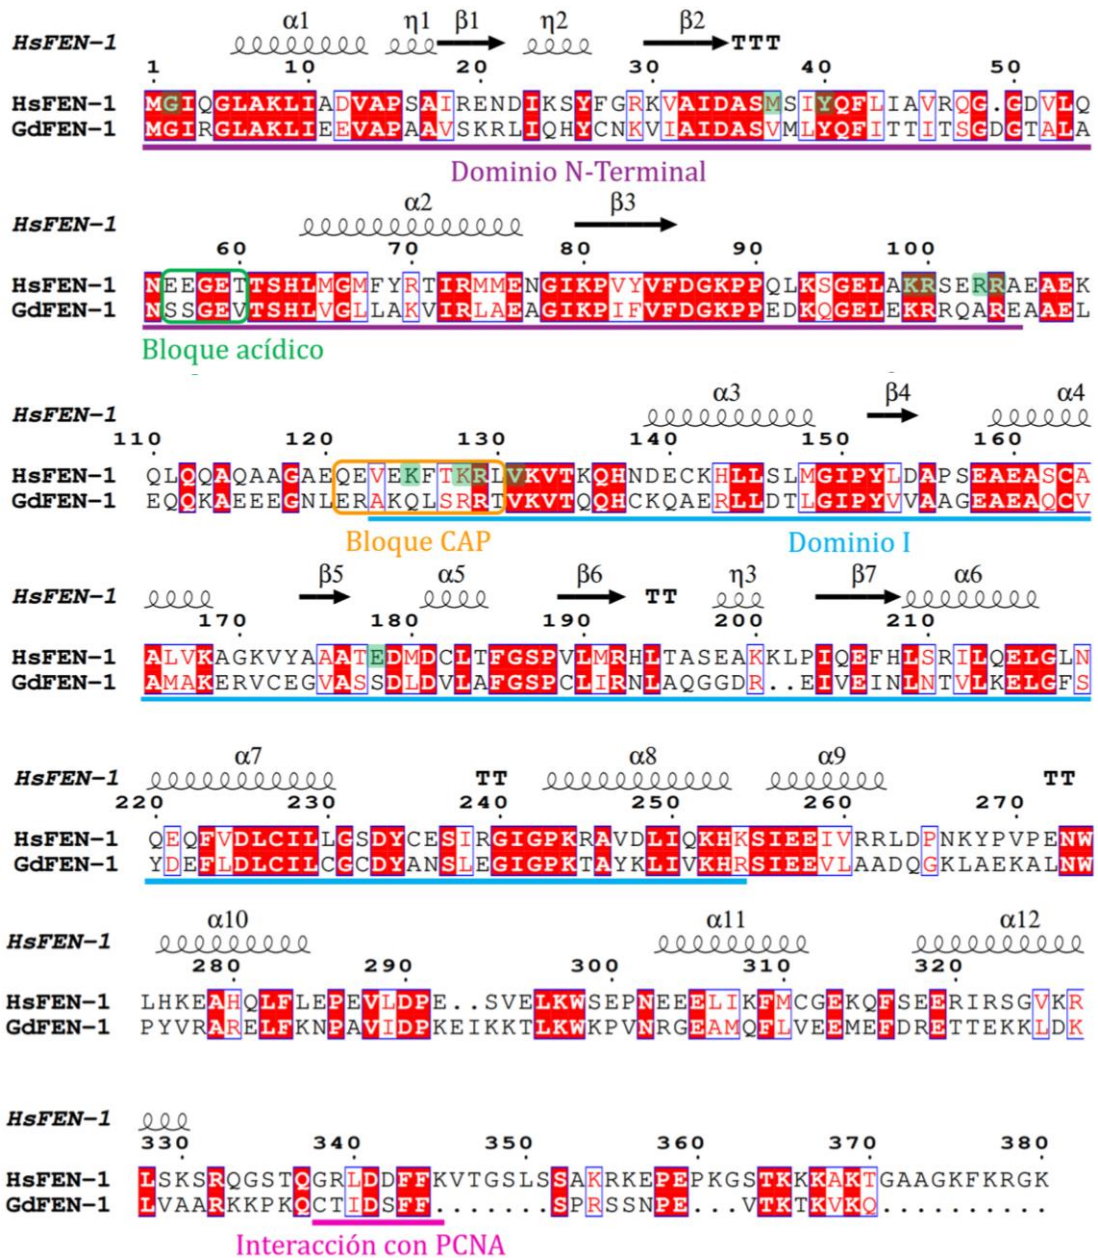 α1 η1 β1 η2 β2
HsFEN-1 TTT
1 10 20 30 40 50
HsFEN-1 MGIQGLAKLIADVAPSAIRENDIKSYFGRKVAIDASMSIYQFLIAVRQG.GDVLQ
GdFEN-1 MGIRGLAKLIEEVAPAAVSKRLIQHYCNKVIAIDASVMLYQFITTITSGDGTALA
Dominio N-Terminal
α2 β3
HsFEN-1
60 70 80 90 100
HsFEN-1 NEEGETTSHLMGMFYRTIRMMENGIKPVYVFDGKPPQLKSGELAKRSERRAEAEK
GdFEN-1 NSSGEVTSHLVGLLAKVIRLAEAGIKPIFVFDGKPPEDKQGELEKRRQAREAAEL
Bloque acídico
α3 β4 α4
HsFEN-1
110 120 130 140 150 160
HsFEN-1 QLQQAQAAGAEQEVEKFTKRLVKVTKQHNDECKHLLSLMGIPYLDAPSEAEASCA
GdFEN-1 EQQKAEEEGNLERAKQLSRRTVKVTQQHCKQAERLLDTLGIPYVVAAGEAEAQCV
Bloque CAP Dominio I
β5 α5 β6 η3 β7 α6
HsFEN-1 TT
170 180 190 200 210
HsFEN-1 ALVKAGKVYAAATEDMDCLTFGSPVLMRHLTASEAKKLPIQEFHLSRILQELGLN
GdFEN-1 AMAKERVCEGVASSDLDVLAFGSPCLIRNLAQGGDR..EIVEINLNTVLKELGFS
α7 α8 α9
HsFEN-1 TT TT
220 230 240 250 260 270
HsFEN-1 QEQFVDLCILLGSDYCESIRGIGPKRAVDLIQKHKSIEEIVRRLDPNKYPVPENW
GdFEN-1 YDEFLDLCILCGCDYANSLEGIGPKTAYKLIVKHRSIEEVLAADQGKLAEKALNW
α10 α11 α12
HsFEN-1
280 290 300 310 320
HsFEN-1 LHKEAHQLFLEPEVLDPE..SVELKWSEPNEEELIKFMCGEKQFSEERIRSGVKR
GdFEN-1 PYVRARELFKNPAVIDPKEIKKTLKWKPVNRGEAMQFLVEEMEFDRETTEKKLDK
HsFEN-1
330 340 350 360 370 380
HsFEN-1 LSKSRQGSTQGRLDDFFKVTGSLSSAKRKEPEPKGSTKKKAKTGAAGKFKRGK
GdFEN-1 LVAARKKPKQCTIDSFF.......SPRSSNPE...VTKTKVKQ..........
Interacción con PCNA